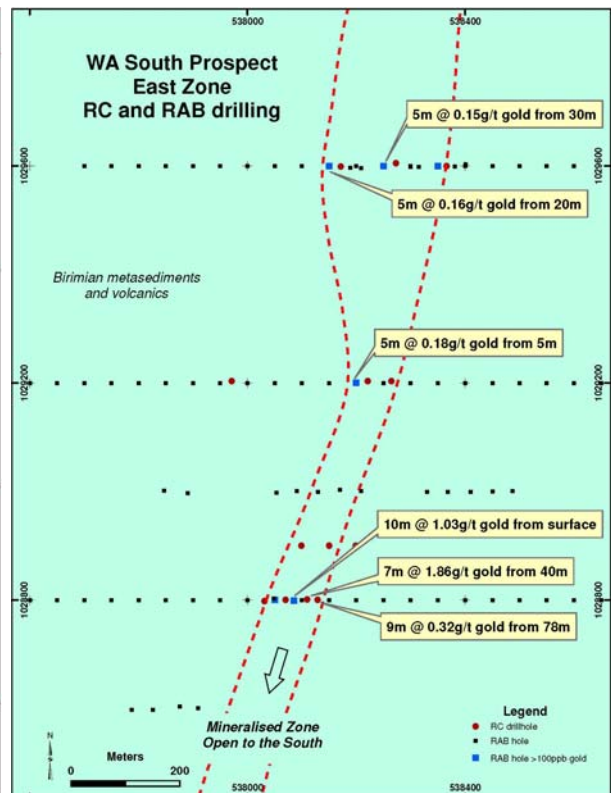 538000
538400
WA South Prospect
East Zone
RC and RAB drilling
5m @ 0.15g/t gold from 30m
1029600
1029600
5m @ 0.16g/t gold from 20m
Birimian metasediments
and volcanics
5m @ 0.18g/t gold from 5m
1029200
1029200
10m @ 1.03g/t gold from surface
7m @ 1.86g/t gold from 40m
1028800
1028800
9m @ 0.32g/t gold from 78m
Mineralised Zone
Open to the South
Legend
RC drillhole
RAB hole
RAB hole >100ppb gold
N
Meters
0
200
538000
538400